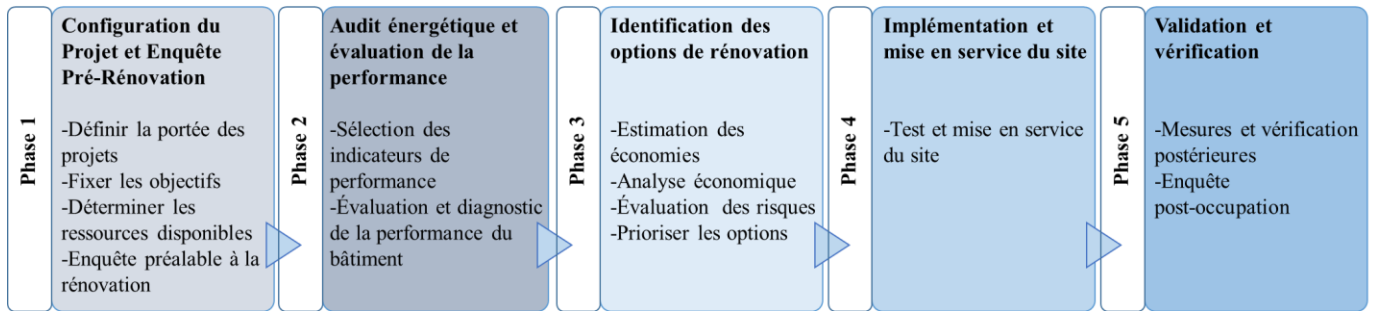 Phase 1
Configuration du
Projet et Enquête
Pré-Rénovation
-Définir la portée des
projets
-Fixer les objectifs
-Déterminer les
ressources disponibles
-Enquête préalable à la
rénovation
Phase 2
Audit énergétique et
évaluation de la
performance
-Sélection des
indicateurs de
performance
-Évaluation et diagnostic
de la performance du
bâtiment
Phase 3
Identification des
options de rénovation
-Estimation des
économies
-Analyse économique
-Évaluation des risques
-Prioriser les options
Phase 4
Implémentation et
mise en service du site
-Test et mise en service
du site
Phase 5
Validation et
vérification
-Mesures et vérification
postérieures
-Enquête
post-occupation